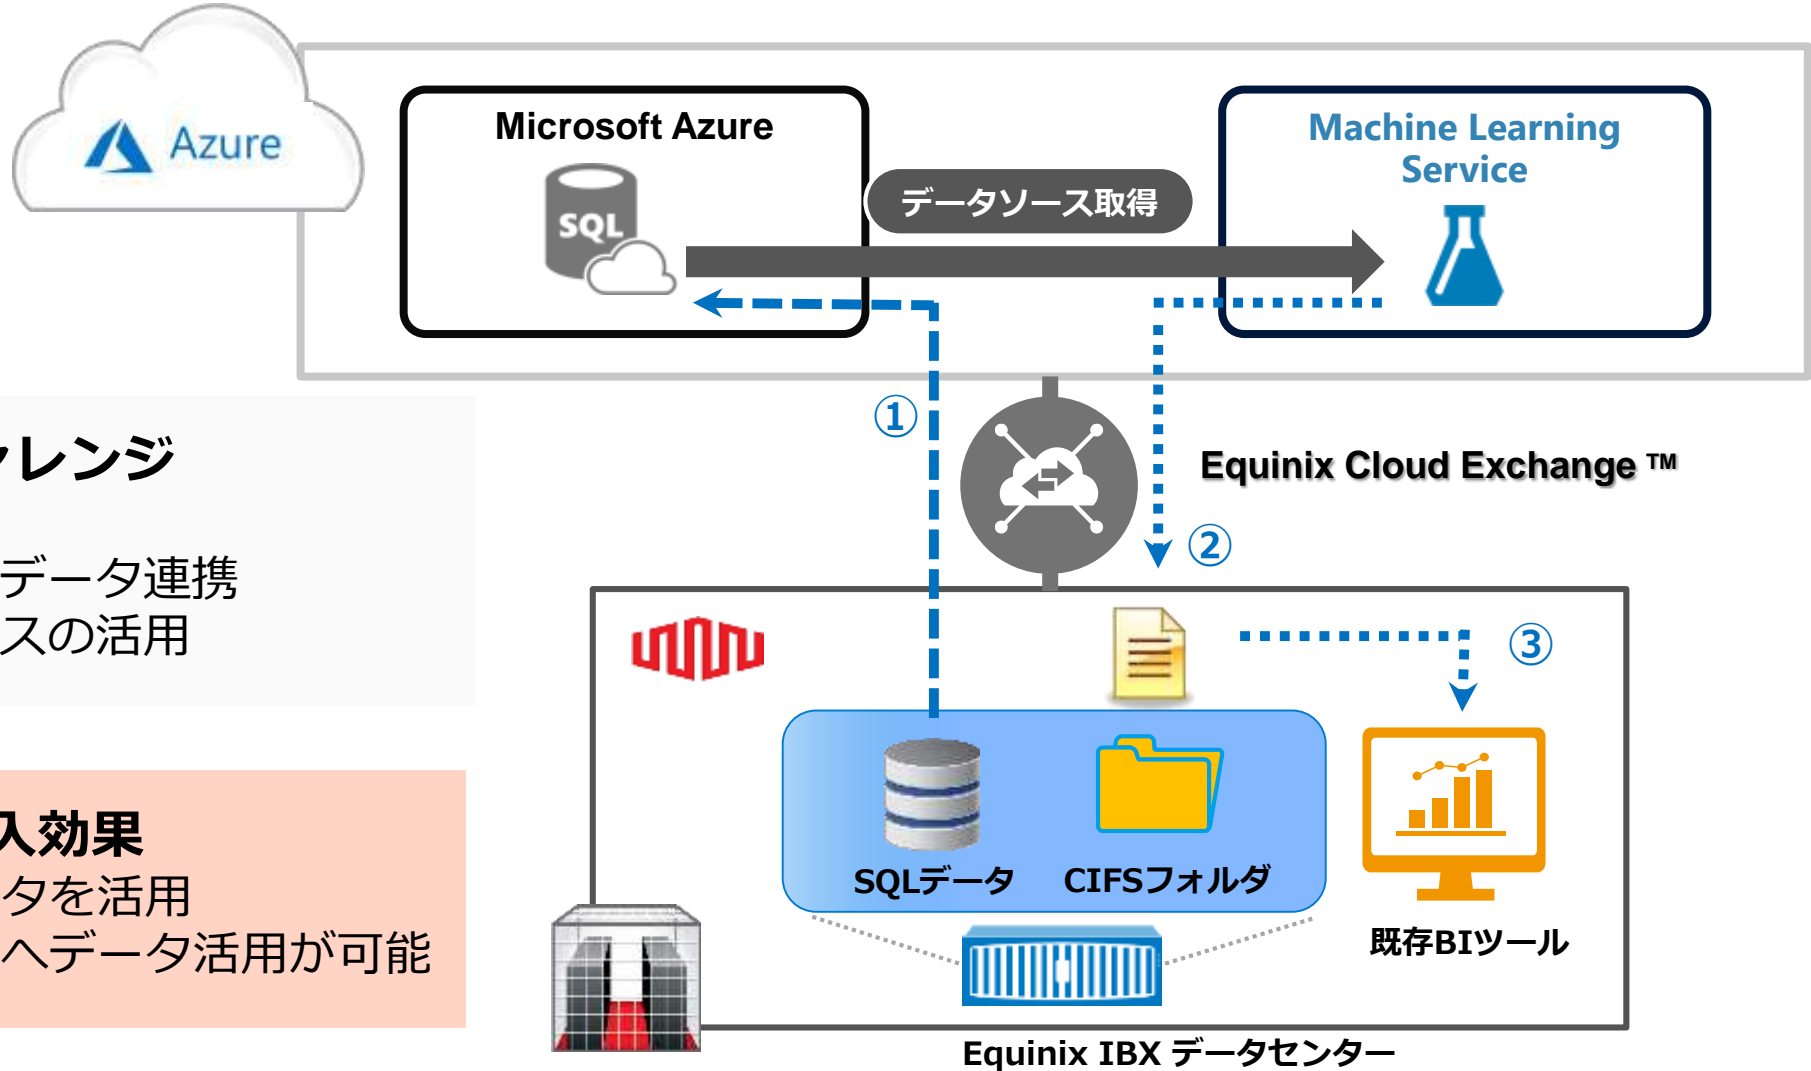 Azure
Microsoft Azure
SQL
データソース取得
Machine Learning
Service
①
Equinix Cloud Exchange ™
②
レンジ
データ連携
スの活用
③
入効果
タを活用
へデータ活用が可能
SQLデータ
CIFSフォルダ
既存BIツール
Equinix IBX データセンター